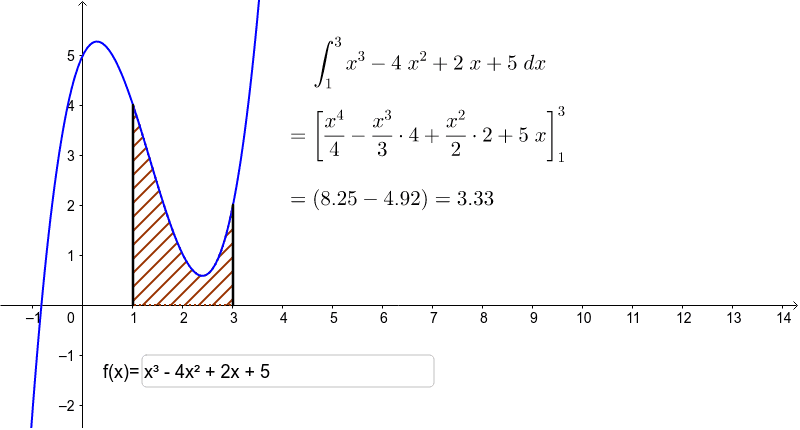 ∫₁³ x³ − 4 x² + 2 x + 5 dx
= [x⁴/4 − x³/3 · 4 + x²/2 · 2 + 5 x]₁³
= (8.25 − 4.92) = 3.33
5
4
3
2
1
–1 0 1 2 3 4 5 6 7 8 9 10 11 12 13 14
–1
f(x)= x³ - 4x² + 2x + 5
–2